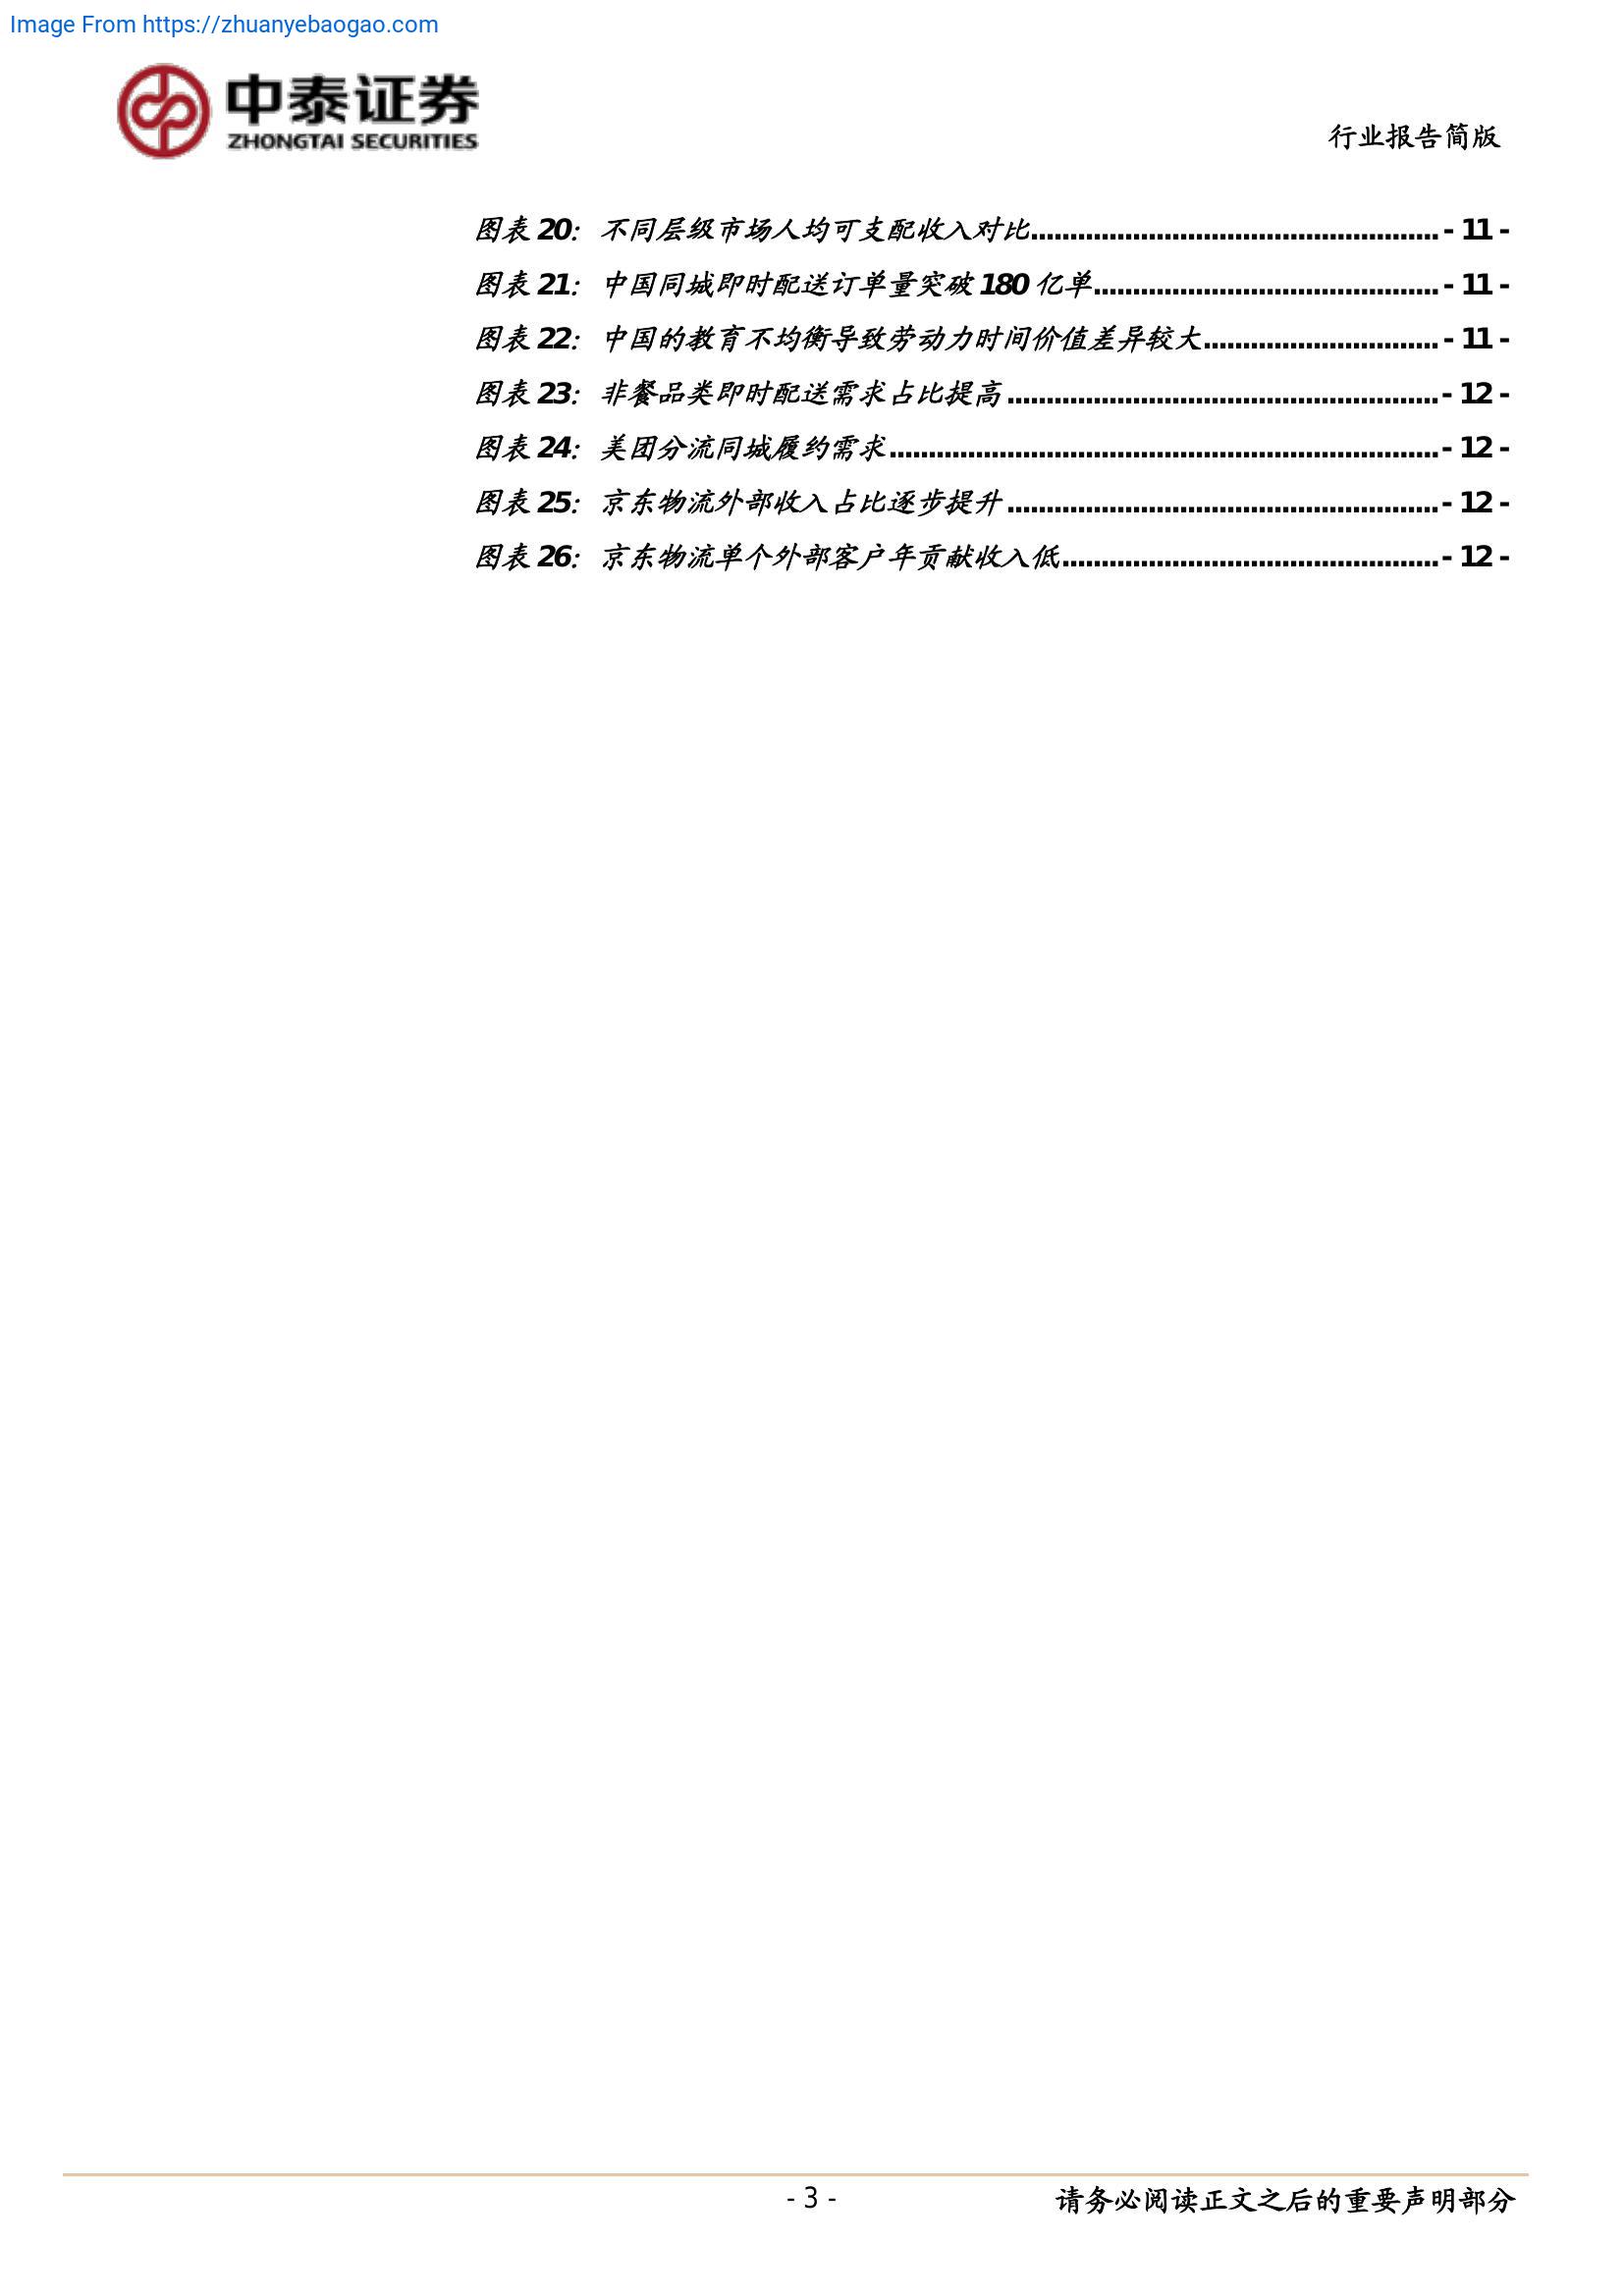 Image From https://zhuanyebaogao.com
中泰证券
ZHONGTAI SECURITIES
行业报告简版
图表 20： 不同层级市场人均可支配收入对比.................................................... - 11 -
图表 21： 中国同城即时配送订单量突破 180 亿单............................................ - 11 -
图表 22： 中国的教育不均衡导致劳动力时间价值差异较大.............................. - 11 -
图表 23： 非餐品类即时配送需求占比提高 ....................................................... - 12 -
图表 24： 美团分流同城履约需求...................................................................... - 12 -
图表 25： 京东物流外部收入占比逐步提升 ....................................................... - 12 -
图表 26： 京东物流单个外部客户年贡献收入低................................................ - 12 -
- 3 -
请务必阅读正文之后的重要声明部分